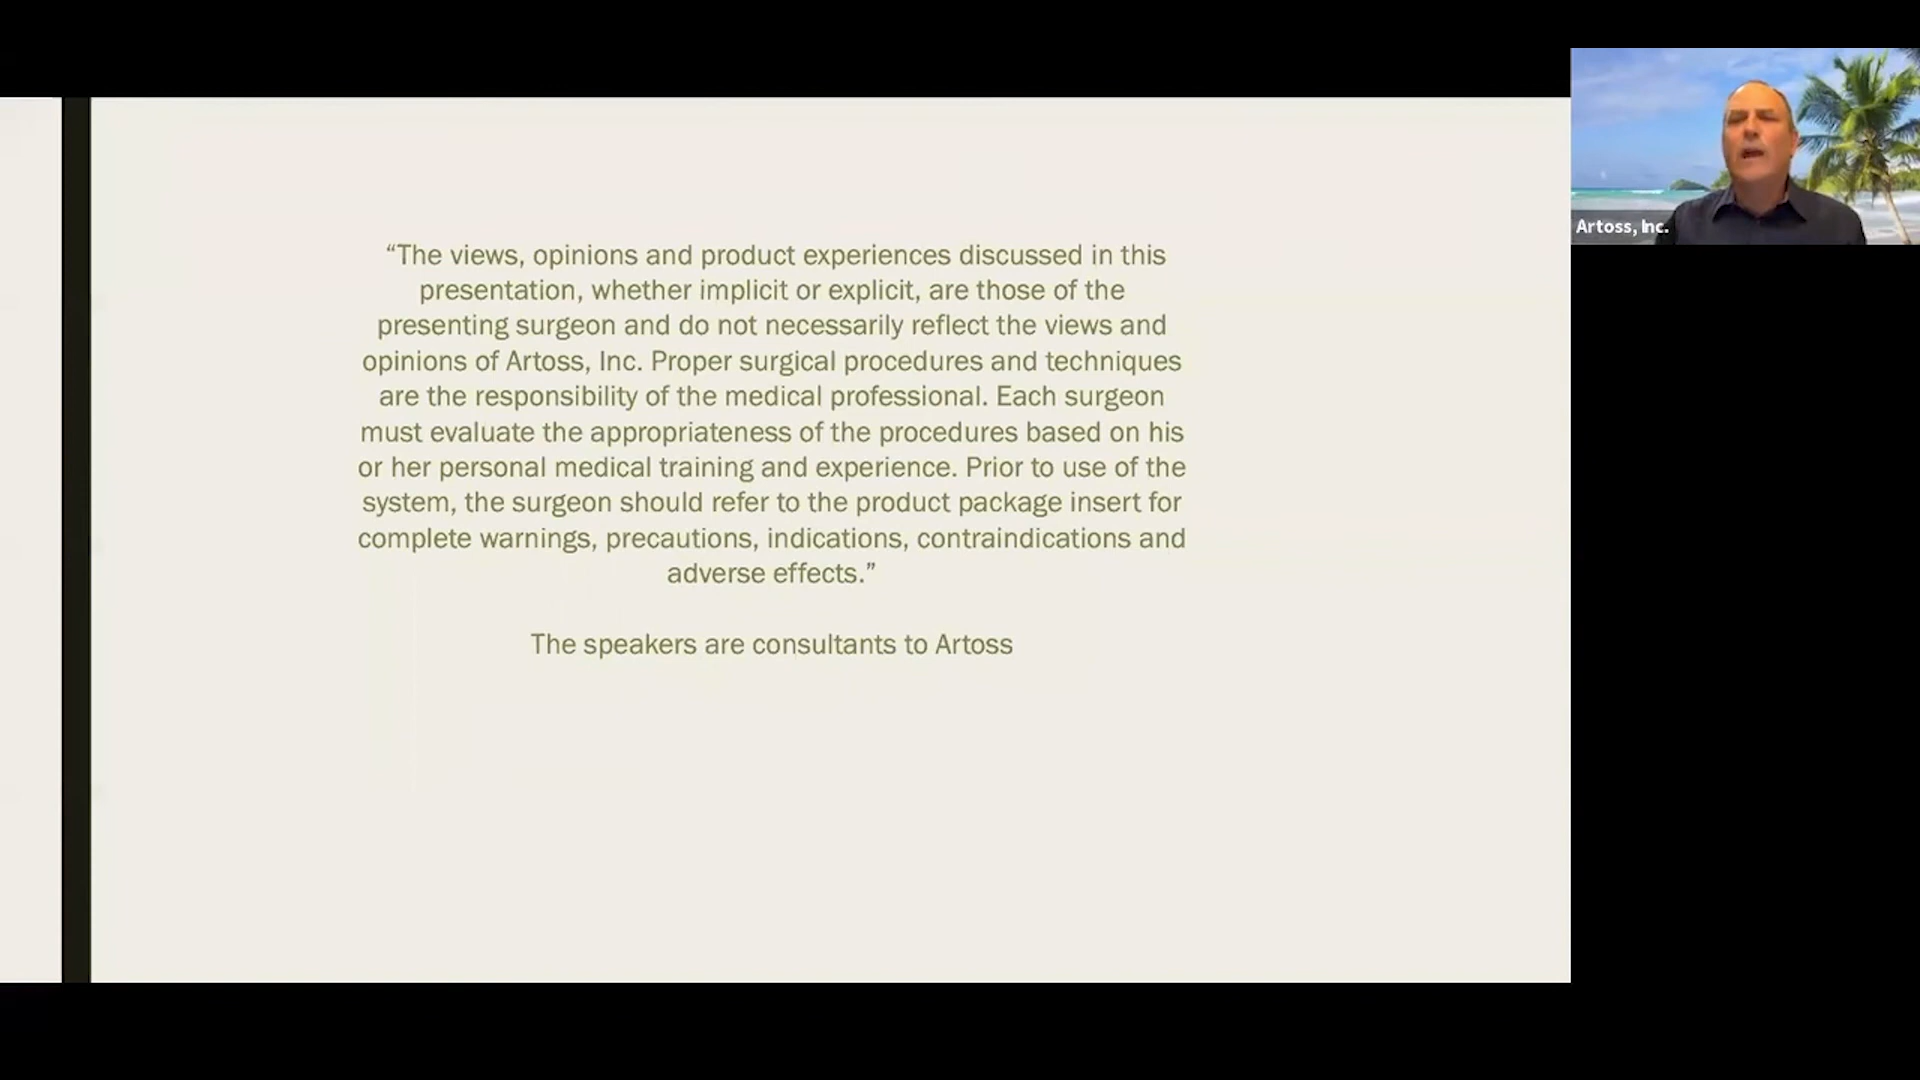 “The views, opinions and product experiences discussed in this
presentation, whether implicit or explicit, are those of the
presenting surgeon and do not necessarily reflect the views and
opinions of Artoss, Inc. Proper surgical procedures and techniques
are the responsibility of the medical professional. Each surgeon
must evaluate the appropriateness of the procedures based on his
or her personal medical training and experience. Prior to use of the
system, the surgeon should refer to the product package insert for
complete warnings, precautions, indications, contraindications and
adverse effects.”
The speakers are consultants to Artoss
Artoss, Inc.